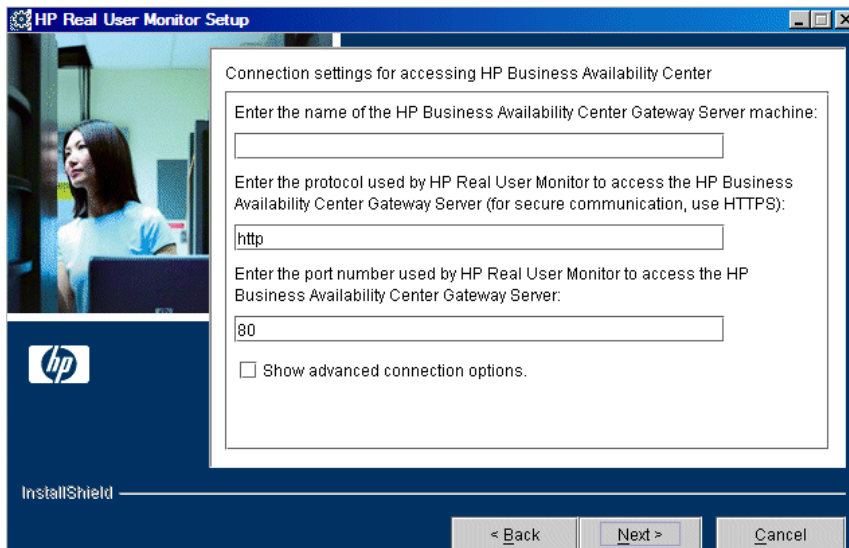 HP Real User Monitor Setup
Connection settings for accessing HP Business Availability Center
Enter the name of the HP Business Availability Center Gateway Server machine:
Enter the protocol used by HP Real User Monitor to access the HP Business
Availability Center Gateway Server (for secure communication, use HTTPS):
http
Enter the port number used by HP Real User Monitor to access the HP
Business Availability Center Gateway Server:
80
Show advanced connection options.
hp
InstallShield
< Back Next > Cancel